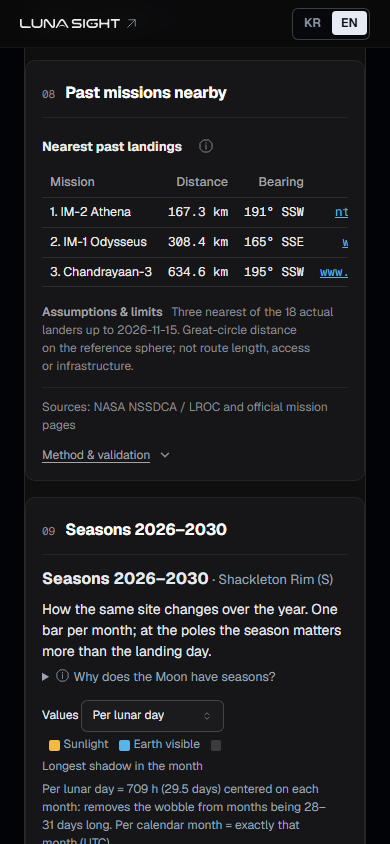 LUNA SIGHT ↗
KR EN
08 Past missions nearby
Nearest past landings ⓘ
Mission Distance Bearing
1. IM-2 Athena 167.3 km 191° SSW nt
2. IM-1 Odysseus 308.4 km 165° SSE w
3. Chandrayaan-3 634.6 km 195° SSW www.
Assumptions & limits Three nearest of the 18 actual
landers up to 2026-11-15. Great-circle distance
on the reference sphere; not route length, access
or infrastructure.
Sources: NASA NSSDCA / LROC and official mission
pages
Method & validation
09 Seasons 2026–2030
Seasons 2026–2030 · Shackleton Rim (S)
How the same site changes over the year. One
bar per month; at the poles the season matters
more than the landing day.
▶ ⓘ Why does the Moon have seasons?
Values Per lunar day
Sunlight Earth visible
Longest shadow in the month
Per lunar day = 709 h (29.5 days) centered on each
month: removes the wobble from months being 28–
31 days long. Per calendar month = exactly that
month (UTC)